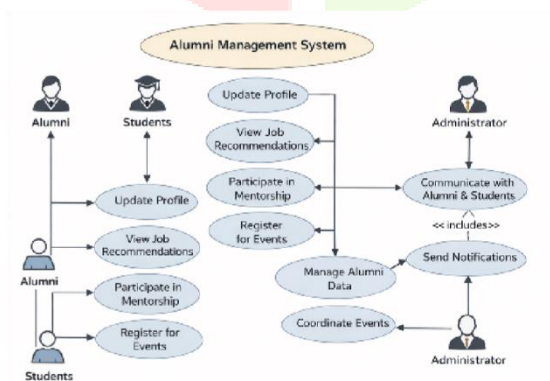 Alumni Management System
Alumni
Students
Update Profile
View Job
Recommendations
Participate in
Mentorship
Register for
Events
Alumni
Students
Update Profile
View Job
Recommendations
Participate in
Mentorship
Register
for Events
Manage Alumni
Data
Coordinate Events
Administrator
Communicate with
Alumni & Students
<< includes>>
Send Notifications
Administrator